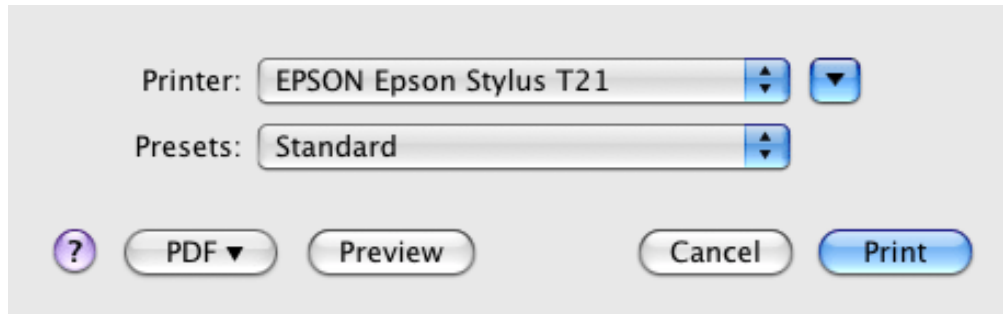 Printer: EPSON Epson Stylus T21
Presets: Standard
? PDF Preview Cancel Print